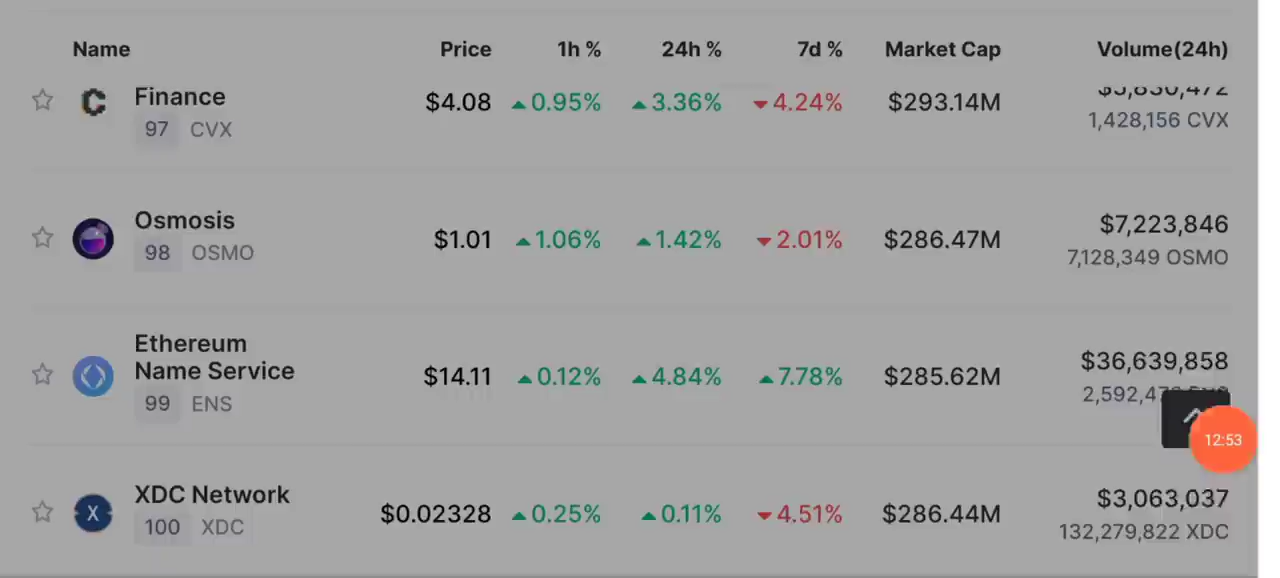 Name Price 1h % 24h % 7d % Market Cap Volume(24h)
Finance $4.08 0.95% 3.36% 4.24% $293.14M
97 CVX 1,428,156 CVX
Osmosis $1.01 1.06% 1.42% 2.01% $286.47M $7,223,846
98 OSMO 7,128,349 OSMO
Ethereum
Name Service $14.11 0.12% 4.84% 7.78% $285.62M $36,639,858
99 ENS
12:53
XDC Network $0.02328 0.25% 0.11% 4.51% $286.44M $3,063,037
100 XDC 132,279,822 XDC
X